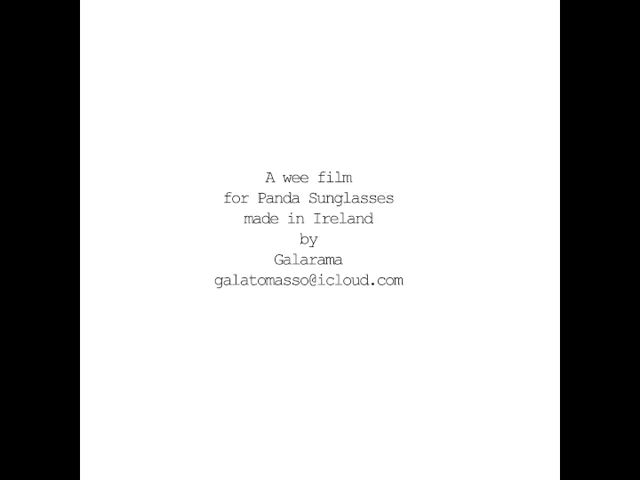 A wee film
for Panda Sunglasses
made in Ireland
by
Galarama
galatomasso@icloud.com